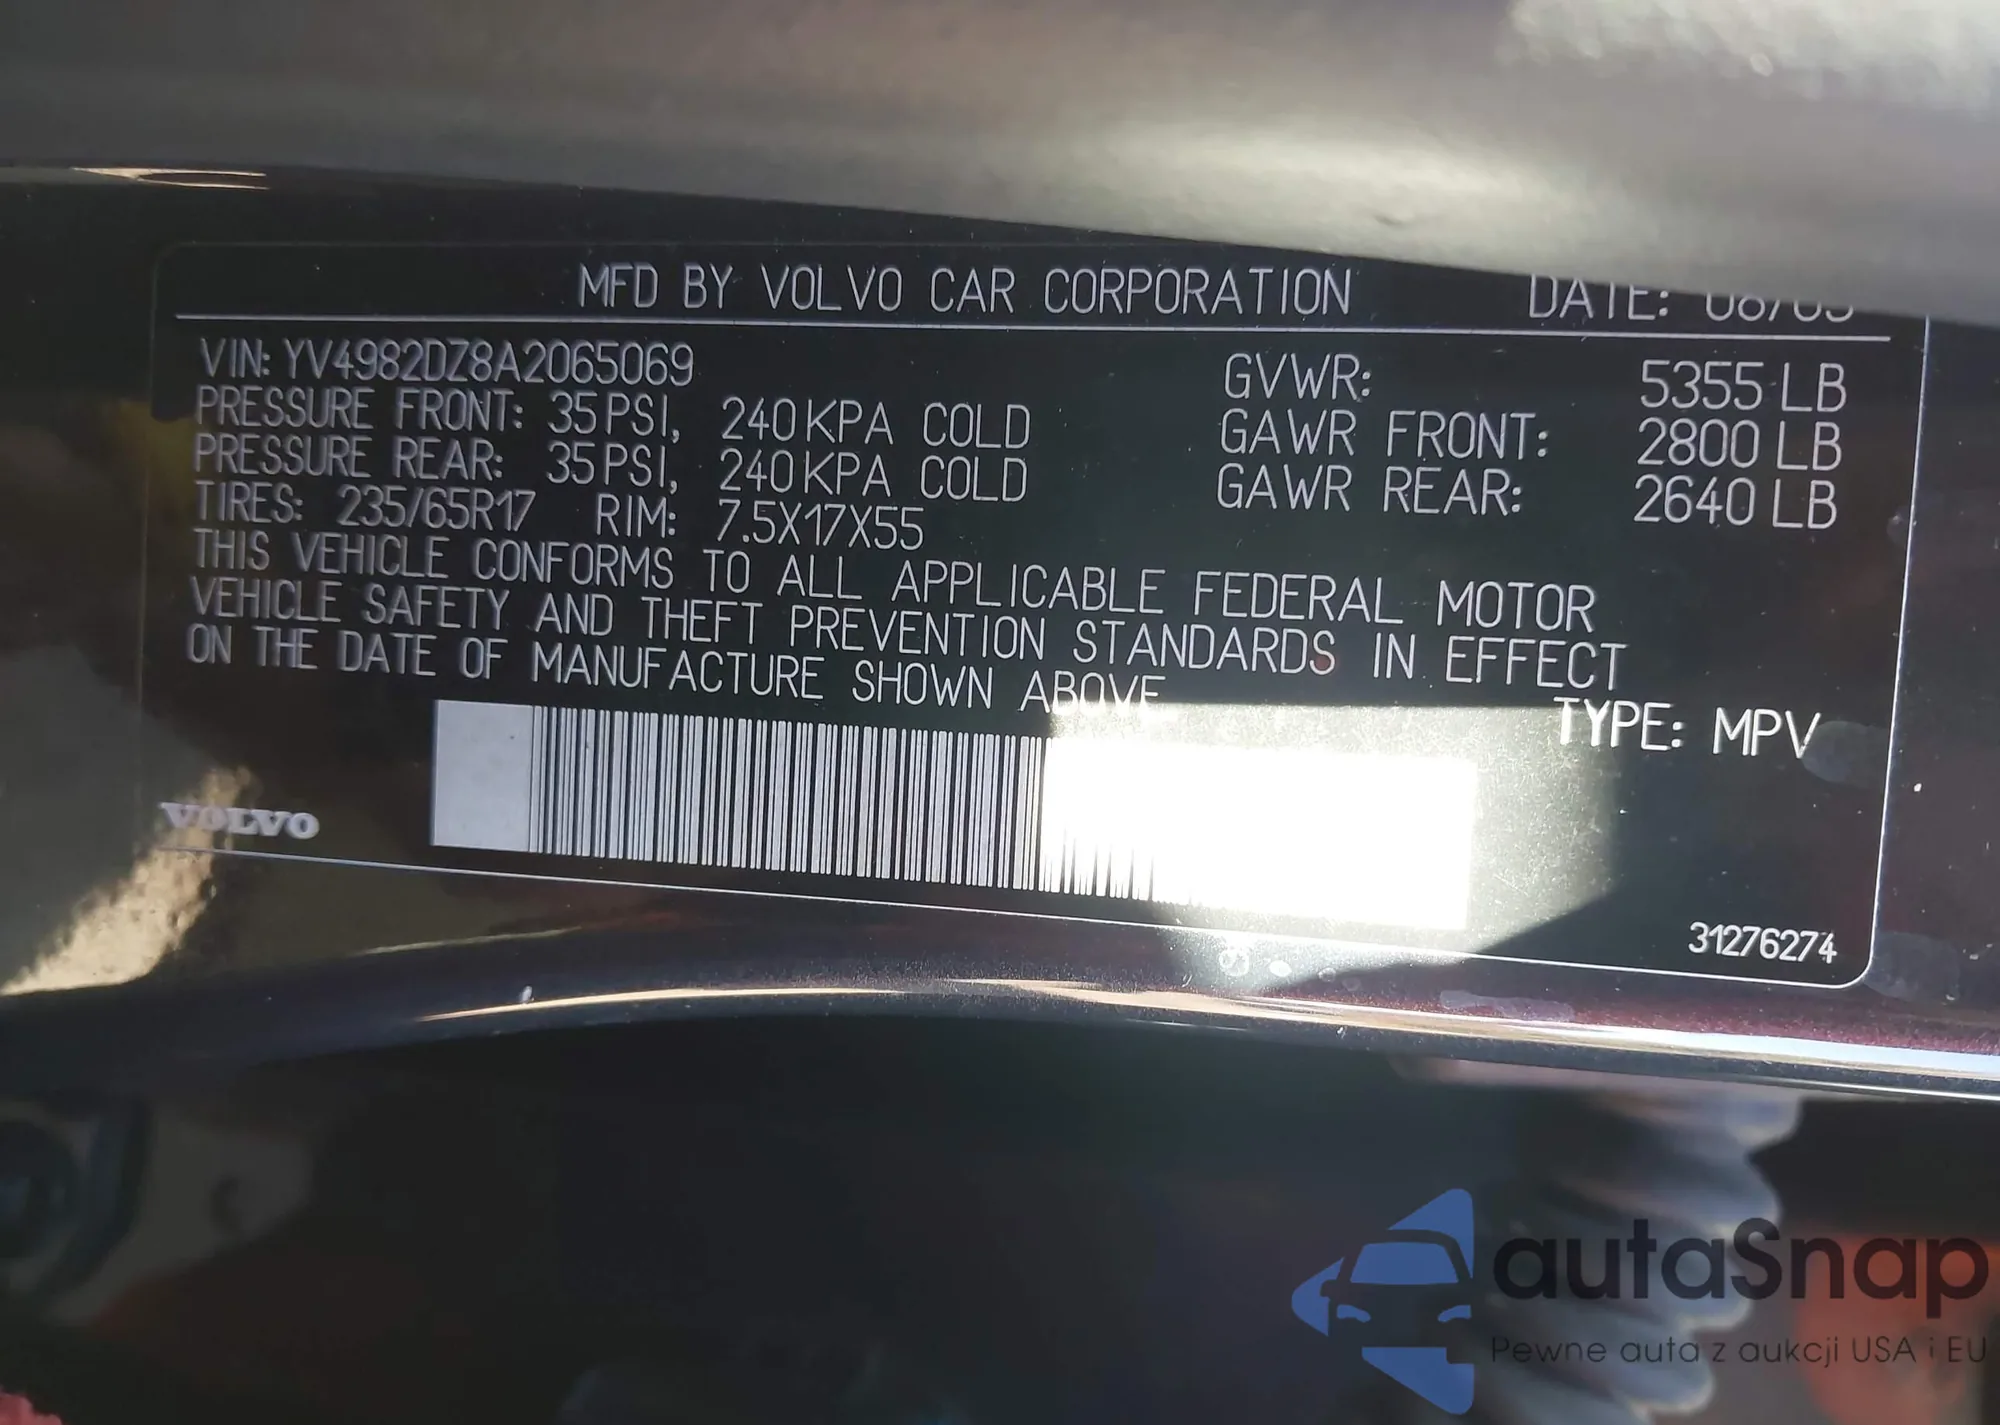 MFD BY VOLVO CAR CORPORATION DATE:
VIN: YV4982DZ8A2065069 GVWR: 5355 LB
PRESSURE FRONT: 35 PSI, 240 KPA COLD GAWR FRONT: 2800 LB
PRESSURE REAR: 35 PSI, 240 KPA COLD GAWR REAR: 2640 LB
TIRES: 235/65R17 RIM: 7.5X17X55
THIS VEHICLE CONFORMS TO ALL APPLICABLE FEDERAL MOTOR
VEHICLE SAFETY AND THEFT PREVENTION STANDARDS IN EFFECT
ON THE DATE OF MANUFACTURE SHOWN ABOVE
TYPE: MPV
VOLVO
31276274
autaSnap
Pewne auta z aukcji USA i EU